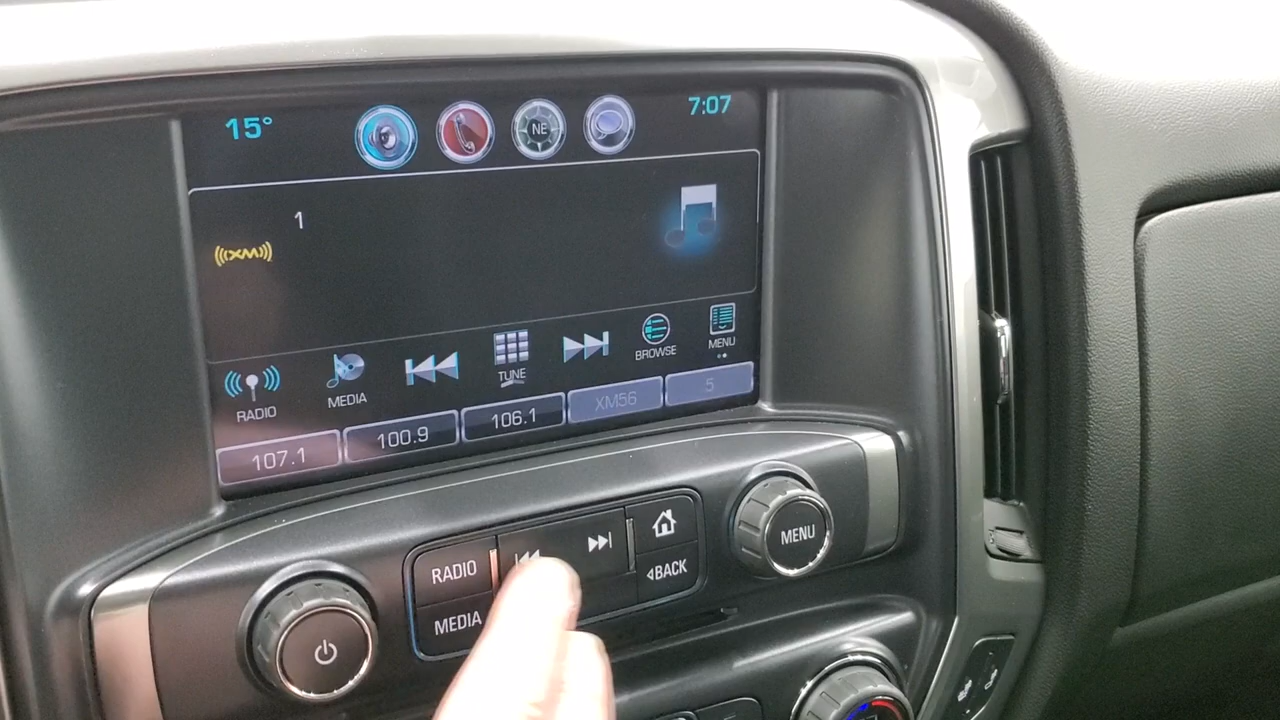 15°
NE
7:07
1
((XM))
RADIO
MEDIA
TUNE
BROWSE
MENU
107.1
100.9
106.1
XM56
5
RADIO
MEDIA
BACK
MENU